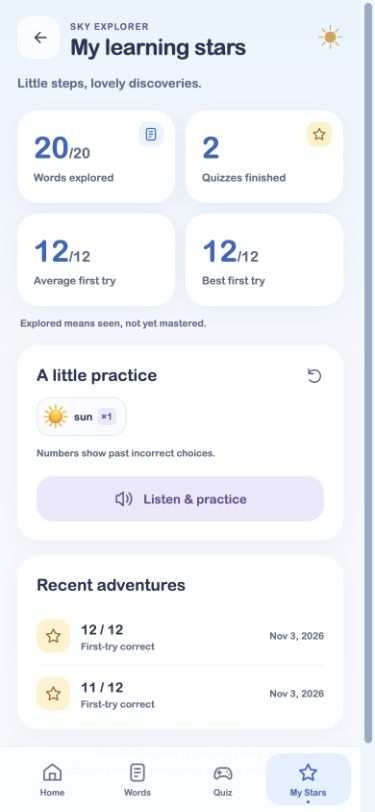 SKY EXPLORER
My learning stars
Little steps, lovely discoveries.
20/20
Words explored
2
Quizzes finished
12/12
Average first try
12/12
Best first try
Explored means seen, not yet mastered.
A little practice
sun ×1
Numbers show past incorrect choices.
Listen & practice
Recent adventures
12 / 12
First-try correct
Nov 3, 2026
11 / 12
First-try correct
Nov 3, 2026
Home
Words
Quiz
My Stars